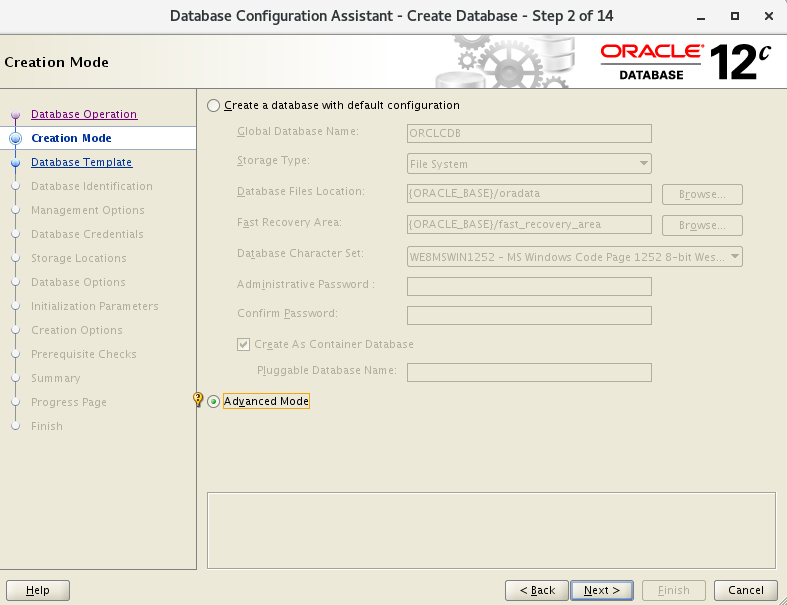 Database Configuration Assistant - Create Database - Step 2 of 14
Creation Mode
ORACLE®
DATABASE
12c
Database Operation
Creation Mode
Database Template
Database Identification
Management Options
Database Credentials
Storage Locations
Database Options
Initialization Parameters
Creation Options
Prerequisite Checks
Summary
Progress Page
Finish
Create a database with default configuration
Global Database Name: ORCLCDB
Storage Type: File System
Database Files Location: {ORACLE_BASE}/oradata Browse...
Fast Recovery Area: {ORACLE_BASE}/fast_recovery_area Browse...
Database Character Set: WE8MSWIN1252 - MS Windows Code Page 1252 8-bit Wes...
Administrative Password :
Confirm Password:
Create As Container Database
Pluggable Database Name:
Advanced Mode
Help < Back Next > Finish Cancel